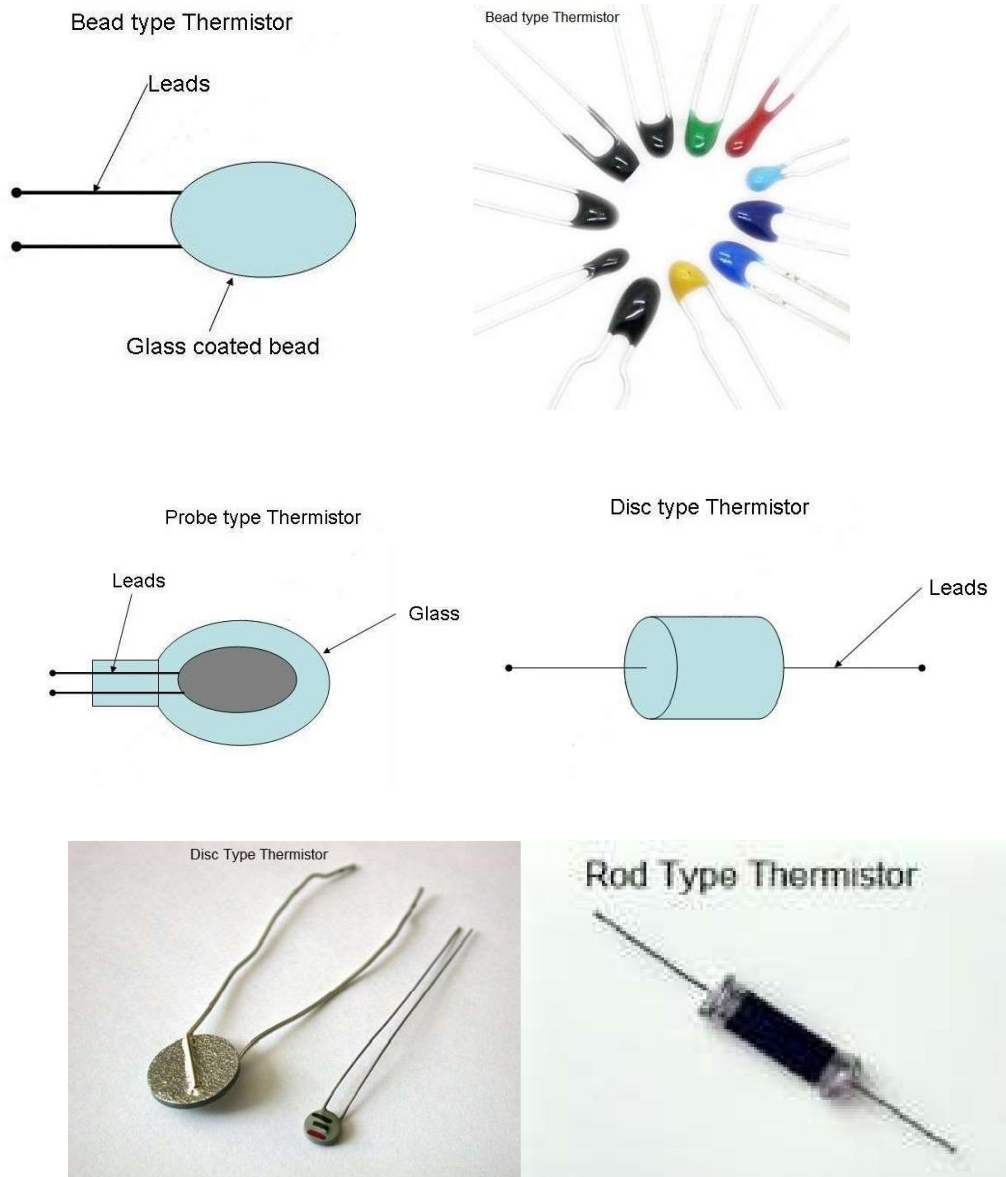 Bead type Thermistor
Leads
Glass coated bead
Bead type Thermistor
Probe type Thermistor
Leads
Glass
Disc type Thermistor
Leads
Disc Type Thermistor
Rod Type Thermistor